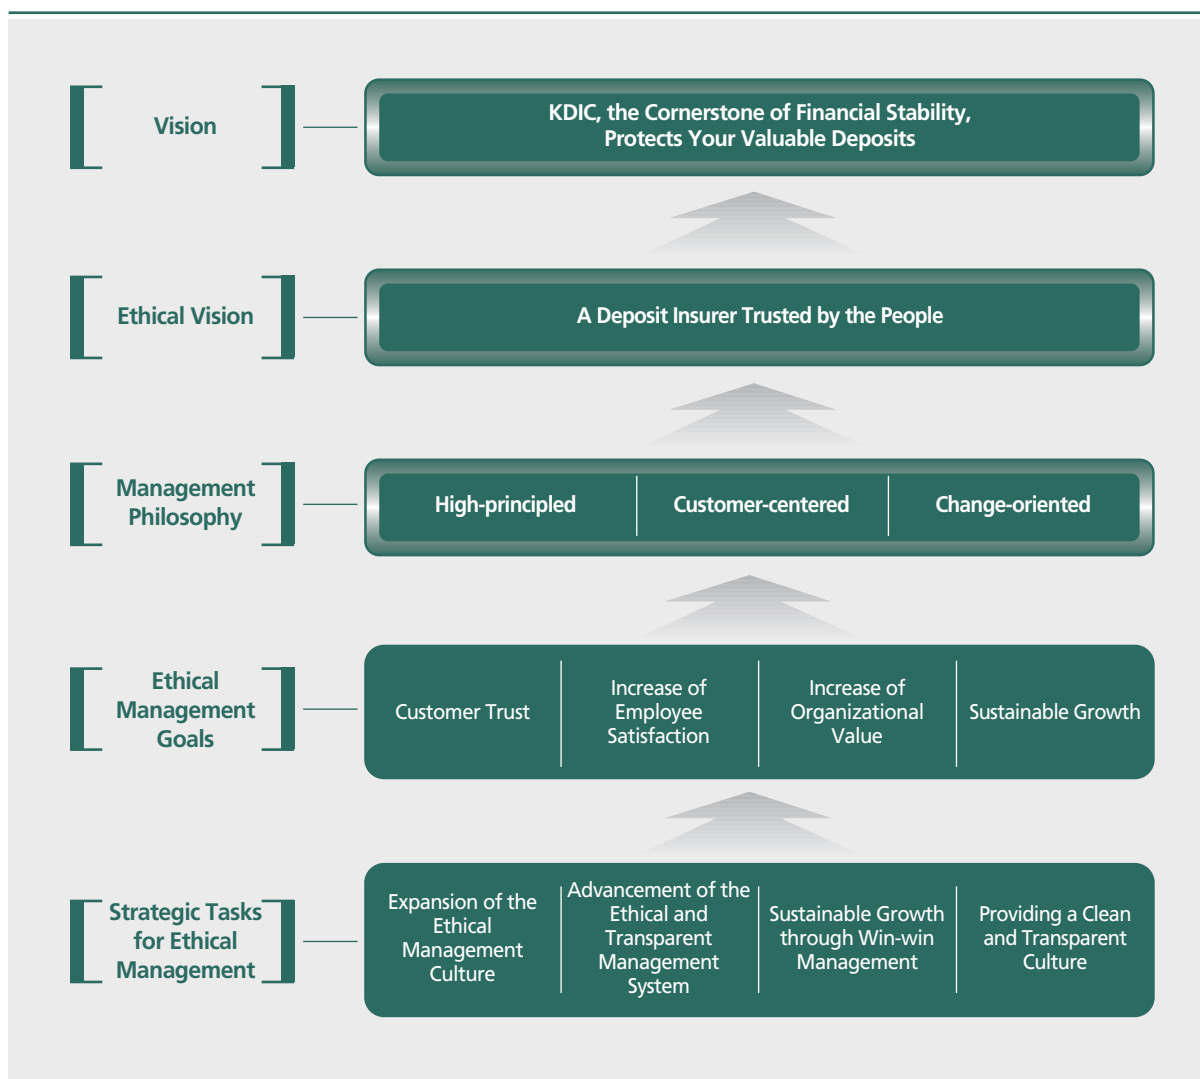 Vision
KDIC, the Cornerstone of Financial Stability,
Protects Your Valuable Deposits
Ethical Vision
A Deposit Insurer Trusted by the People
Management
Philosophy
High-principled
Customer-centered
Change-oriented
Ethical
Management
Goals
Customer Trust
Increase of
Employee
Satisfaction
Increase of
Organizational
Value
Sustainable Growth
Strategic Tasks
for Ethical
Management
Expansion of the
Ethical
Management
Culture
Advancement of the
Ethical and
Transparent
Management
System
Sustainable Growth
through Win-win
Management
Providing a Clean
and Transparent
Culture